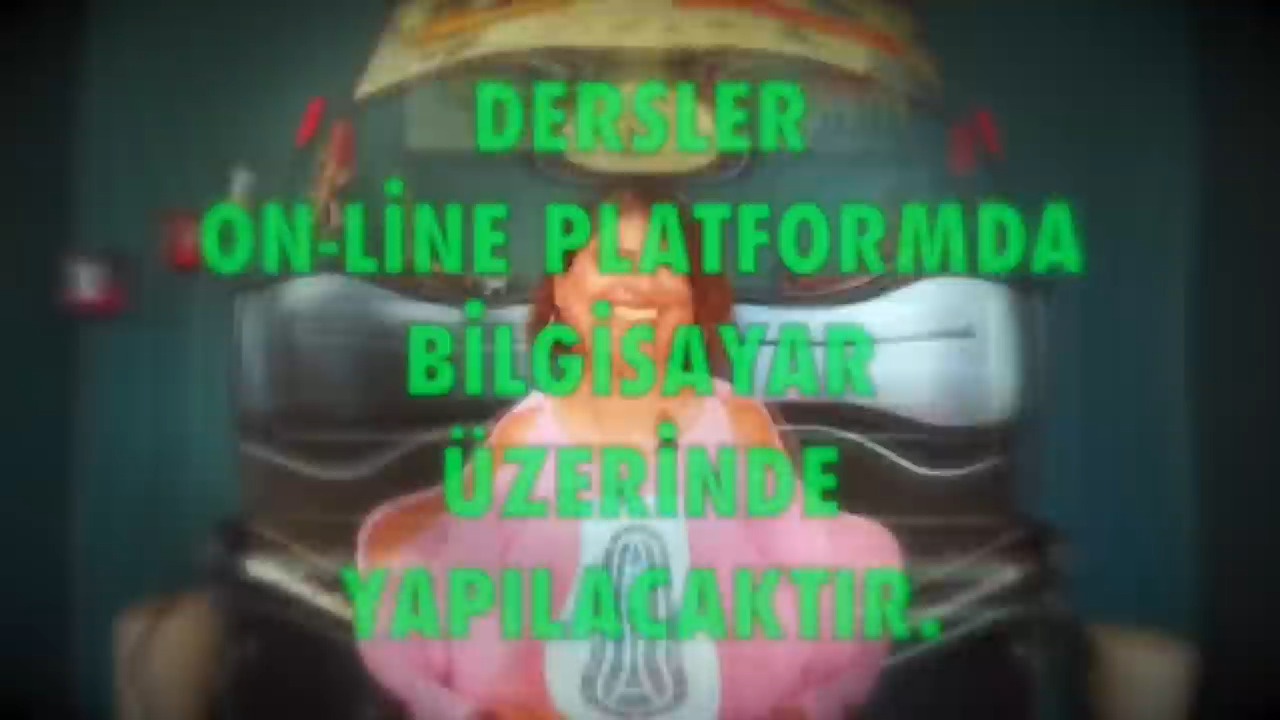 DERSLER
ON-LİNE PLATFORMDA
BİLGİSAYAR
ÜZERİNDE
YAPILACAKTIR.